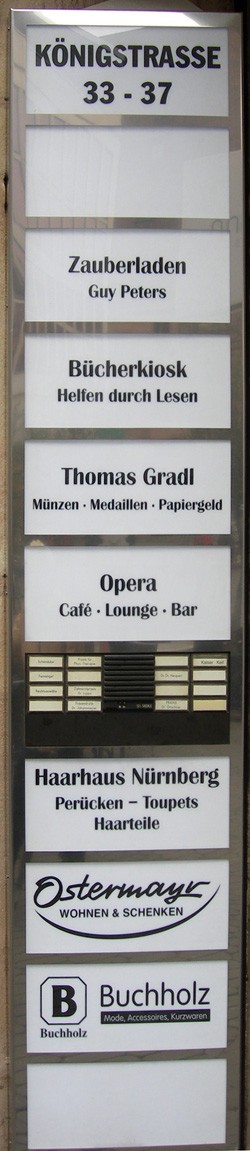 KÖNIGSTRASSE
33 - 37
Zauberladen
Guy Peters
Bücherkiosk
Helfen durch Lesen
Thomas Gradl
Münzen · Medaillen · Papiergeld
Opera
Café · Lounge · Bar
Haarhaus Nürnberg
Perücken – Toupets
Haarteile
Ostermayr
WOHNEN & SCHENKEN
B Buchholz
Mode, Accessoires, Kurzwaren
Buchholz